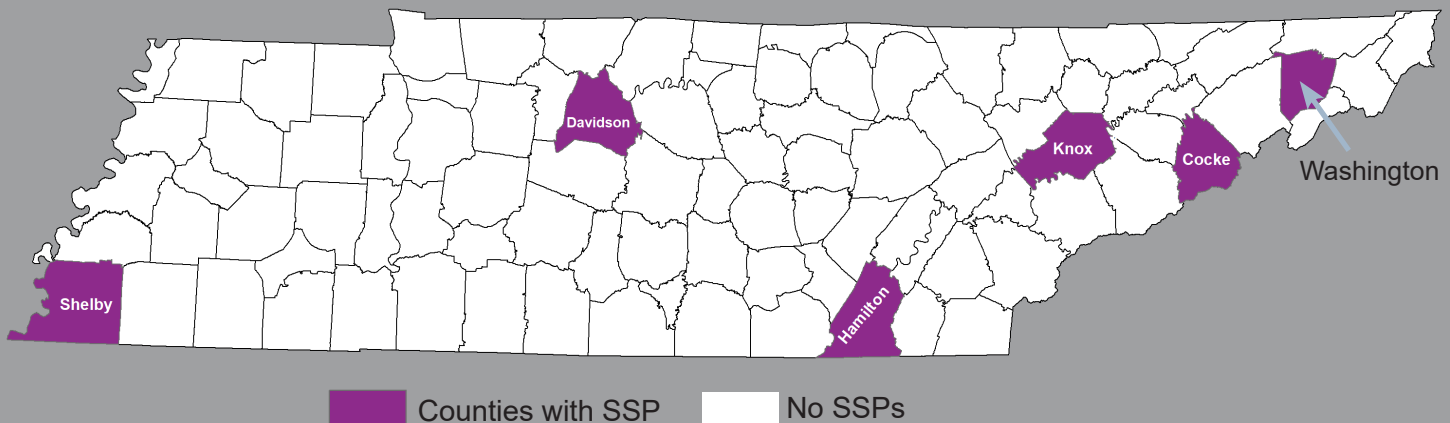 Davidson
Knox
Cocke
Washington
Shelby
Hamilton
Counties with SSP
No SSPs